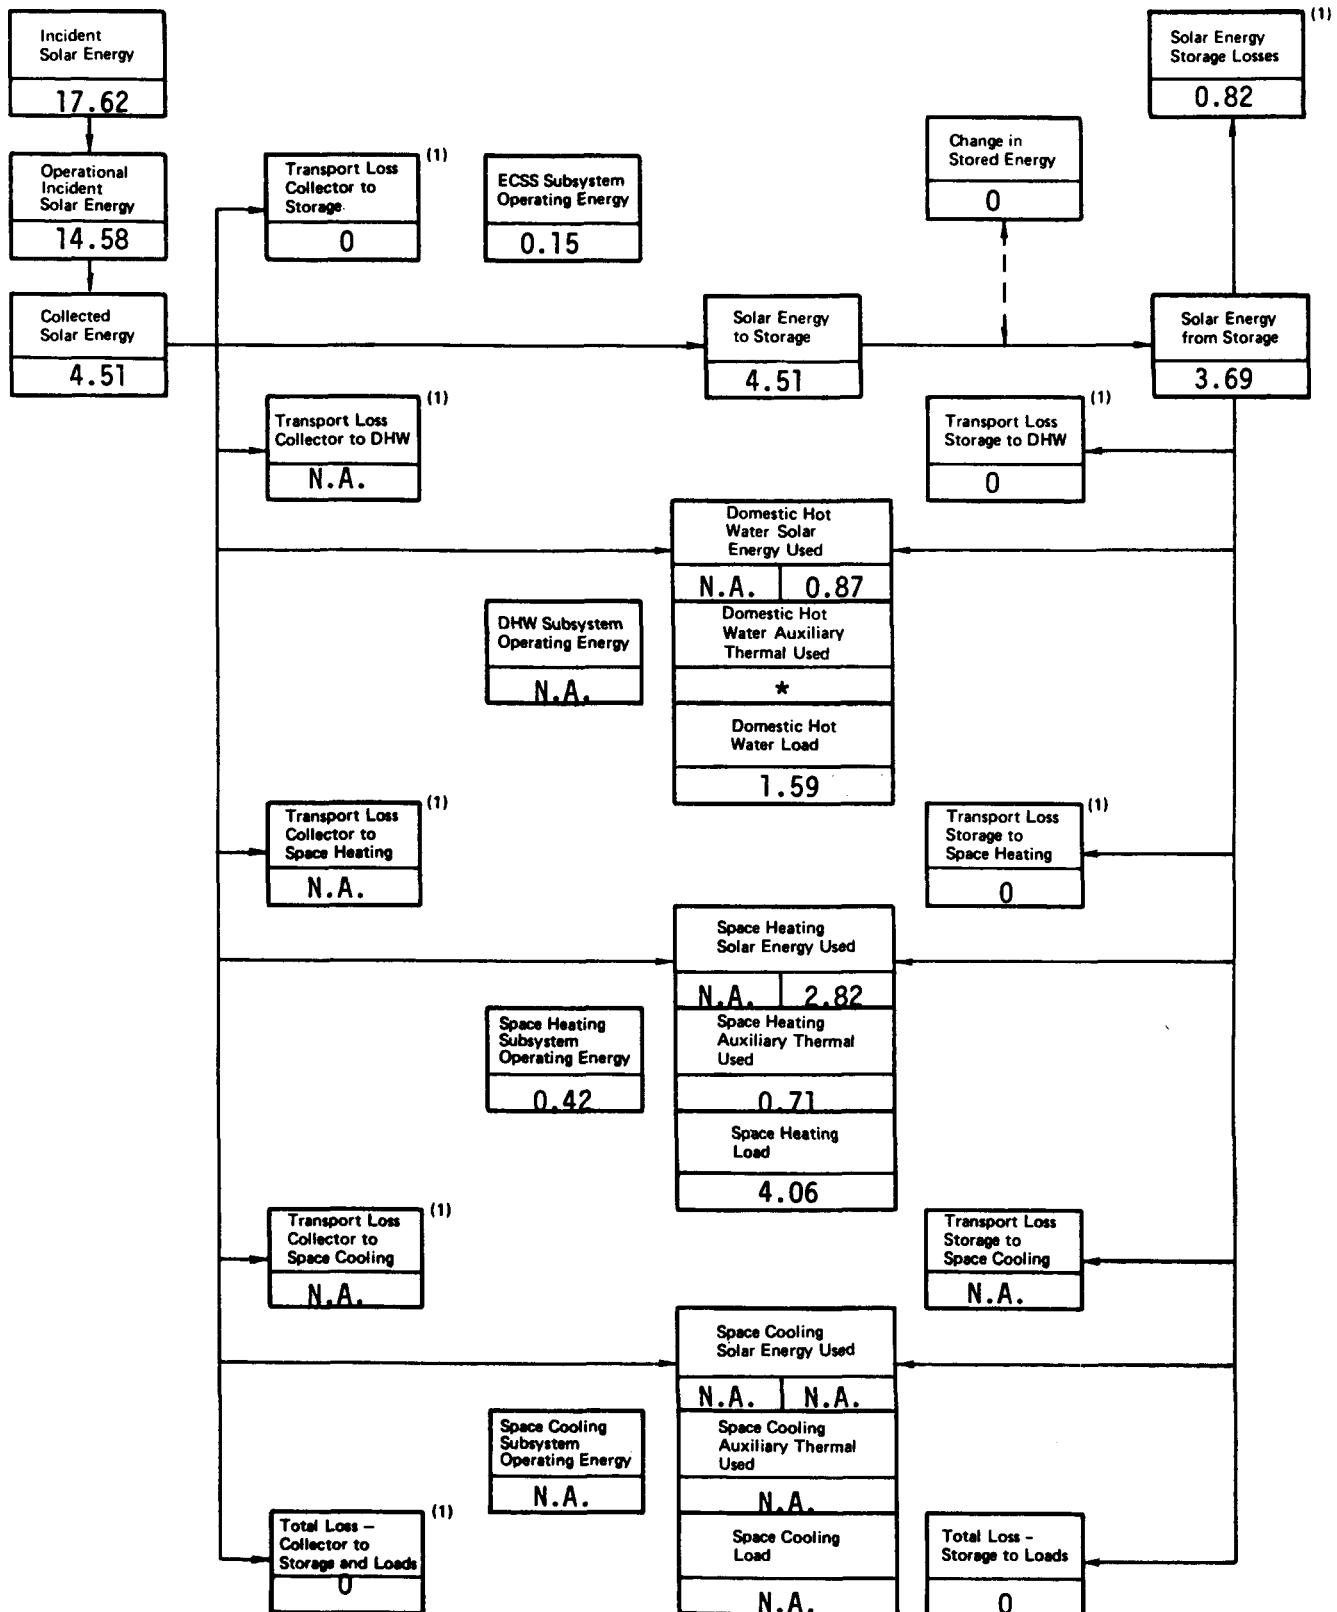 Incident
Solar Energy
17.62
(1)
Solar Energy
Storage Losses
0.82
Operational
Incident
Solar Energy
14.58
Transport Loss
Collector to
Storage
0
(1)
ECSS Subsystem
Operating Energy
0.15
Change in
Stored Energy
0
Collected
Solar Energy
4.51
Solar Energy
to Storage
4.51
Solar Energy
from Storage
3.69
Transport Loss
Collector to DHW
N.A.
(1)
Transport Loss
Storage to DHW
0
(1)
Domestic Hot
Water Solar
Energy Used
N.A. 0.87
Domestic Hot
Water Auxiliary
Thermal Used
*
Domestic Hot
Water Load
1.59
DHW Subsystem
Operating Energy
N.A.
Transport Loss
Collector to
Space Heating
N.A.
(1)
Transport Loss
Storage to
Space Heating
0
(1)
Space Heating
Solar Energy Used
N.A. 2.82
Space Heating
Auxiliary Thermal
Used
0.71
Space Heating
Load
4.06
Space Heating
Subsystem
Operating Energy
0.42
Transport Loss
Collector to
Space Cooling
N.A.
(1)
Transport Loss
Storage to
Space Cooling
N.A.
Space Cooling
Solar Energy Used
N.A. N.A.
Space Cooling
Auxiliary Thermal
Used
N.A.
Space Cooling
Load
N.A.
Space Cooling
Subsystem
Operating Energy
N.A.
Total Loss –
Collector to
Storage and Loads
0
(1)
Total Loss -
Storage to Loads
0